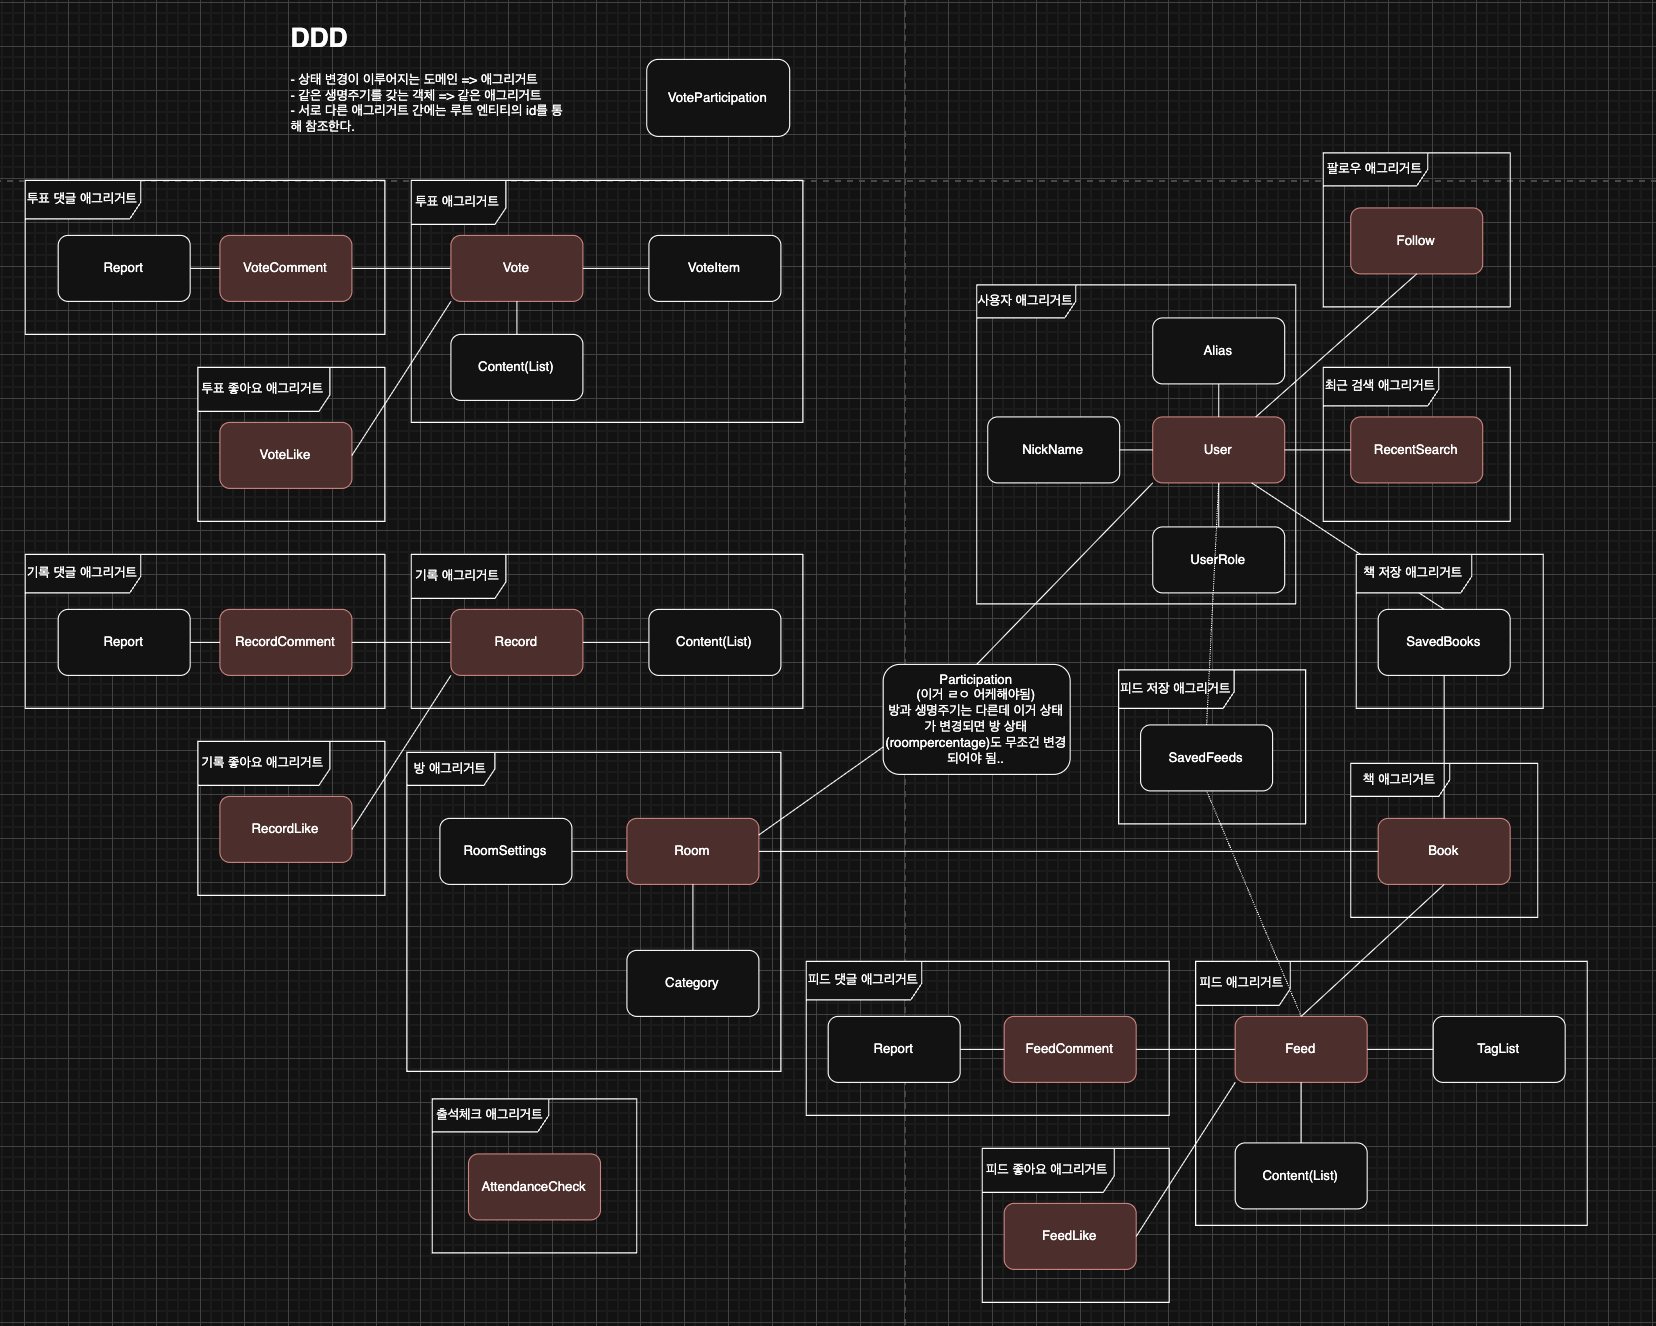 DDD
- 상태 변경이 이루어지는 도메인 => 애그리거트
- 같은 생명주기를 갖는 객체 => 같은 애그리거트
- 서로 다른 애그리거트 간에는 루트 엔티티의 id를 통
해 참조한다.
VoteParticipation
투표 댓글 애그리거트
Report
VoteComment
투표 애그리거트
Vote
VoteItem
Content(List)
투표 좋아요 애그리거트
VoteLike
팔로우 애그리거트
Follow
사용자 애그리거트
Alias
NickName
User
UserRole
최근 검색 애그리거트
RecentSearch
기록 댓글 애그리거트
Report
RecordComment
기록 애그리거트
Record
Content(List)
기록 좋아요 애그리거트
RecordLike
책 저장 애그리거트
SavedBooks
Participation
(이거 ㄹㅇ 어케해야됨)
방과 생명주기는 다른데 이거 상태
가 변경되면 방 상태
(roompercentage)도 무조건 변경
되어야 됨..
피드 저장 애그리거트
SavedFeeds
방 애그리거트
RoomSettings
Room
Category
책 애그리거트
Book
피드 댓글 애그리거트
Report
FeedComment
피드 애그리거트
Feed
TagList
Content(List)
출석체크 애그리거트
AttendanceCheck
피드 좋아요 애그리거트
FeedLike